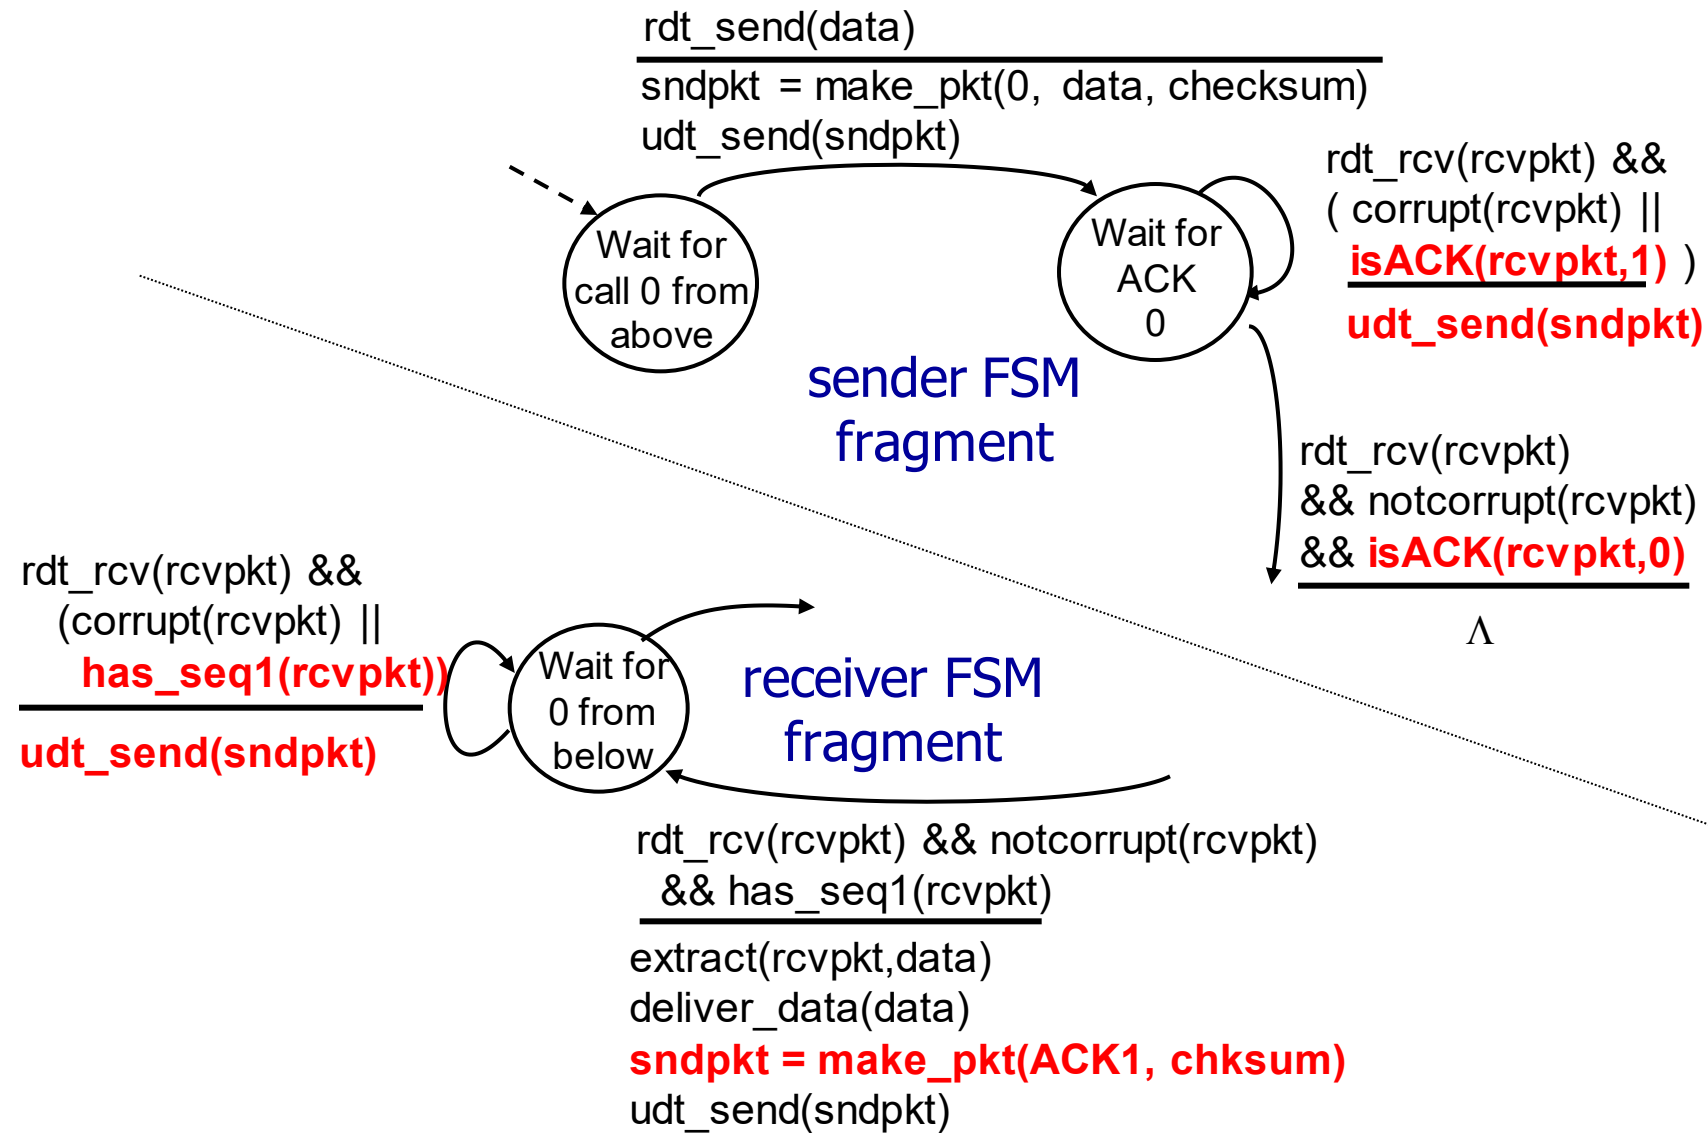 rdt_send(data)
sndpkt = make_pkt(0, data, checksum)
udt_send(sndpkt)
Wait for
call 0 from
above
Wait for
ACK
0
rdt_rcv(rcvpkt) &&
( corrupt(rcvpkt) ||
isACK(rcvpkt,1) )
udt_send(sndpkt)
sender FSM
fragment
rdt_rcv(rcvpkt)
&& notcorrupt(rcvpkt)
&& isACK(rcvpkt,0)
Λ
rdt_rcv(rcvpkt) &&
(corrupt(rcvpkt) ||
has_seq1(rcvpkt))
udt_send(sndpkt)
Wait for
0 from
below
receiver FSM
fragment
rdt_rcv(rcvpkt) && notcorrupt(rcvpkt)
&& has_seq1(rcvpkt)
extract(rcvpkt,data)
deliver_data(data)
sndpkt = make_pkt(ACK1, chksum)
udt_send(sndpkt)